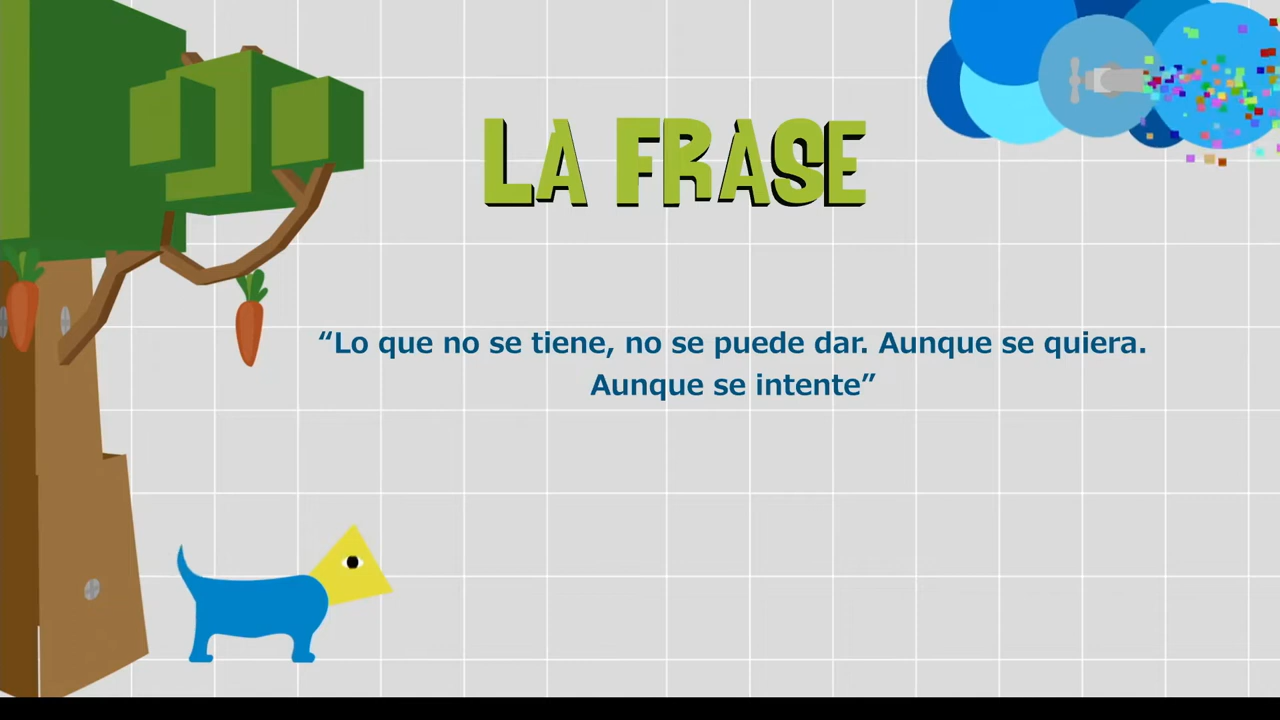 LA FRASE
“Lo que no se tiene, no se puede dar. Aunque se quiera.
Aunque se intente”